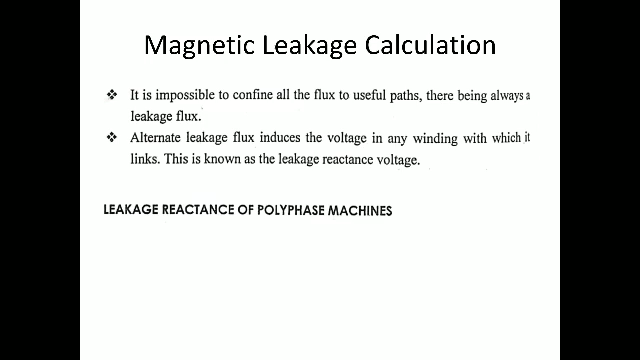 Magnetic Leakage Calculation
❖ It is impossible to confine all the flux to useful paths, there being always a
leakage flux.
❖ Alternate leakage flux induces the voltage in any winding with which it
links. This is known as the leakage reactance voltage.
LEAKAGE REACTANCE OF POLYPHASE MACHINES